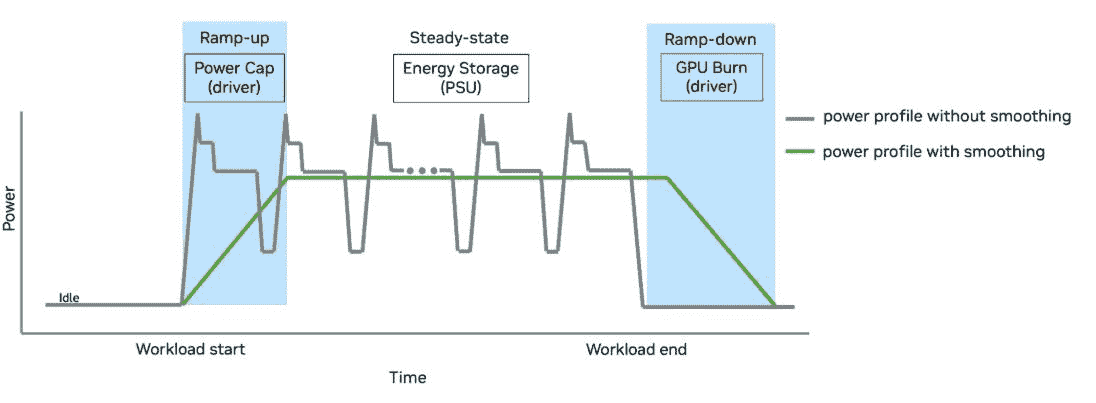 Ramp-up
Power Cap
(driver)
Steady-state
Energy Storage
(PSU)
Ramp-down
GPU Burn
(driver)
power profile without smoothing
power profile with smoothing
Power
Idle
Workload start
Workload end
Time